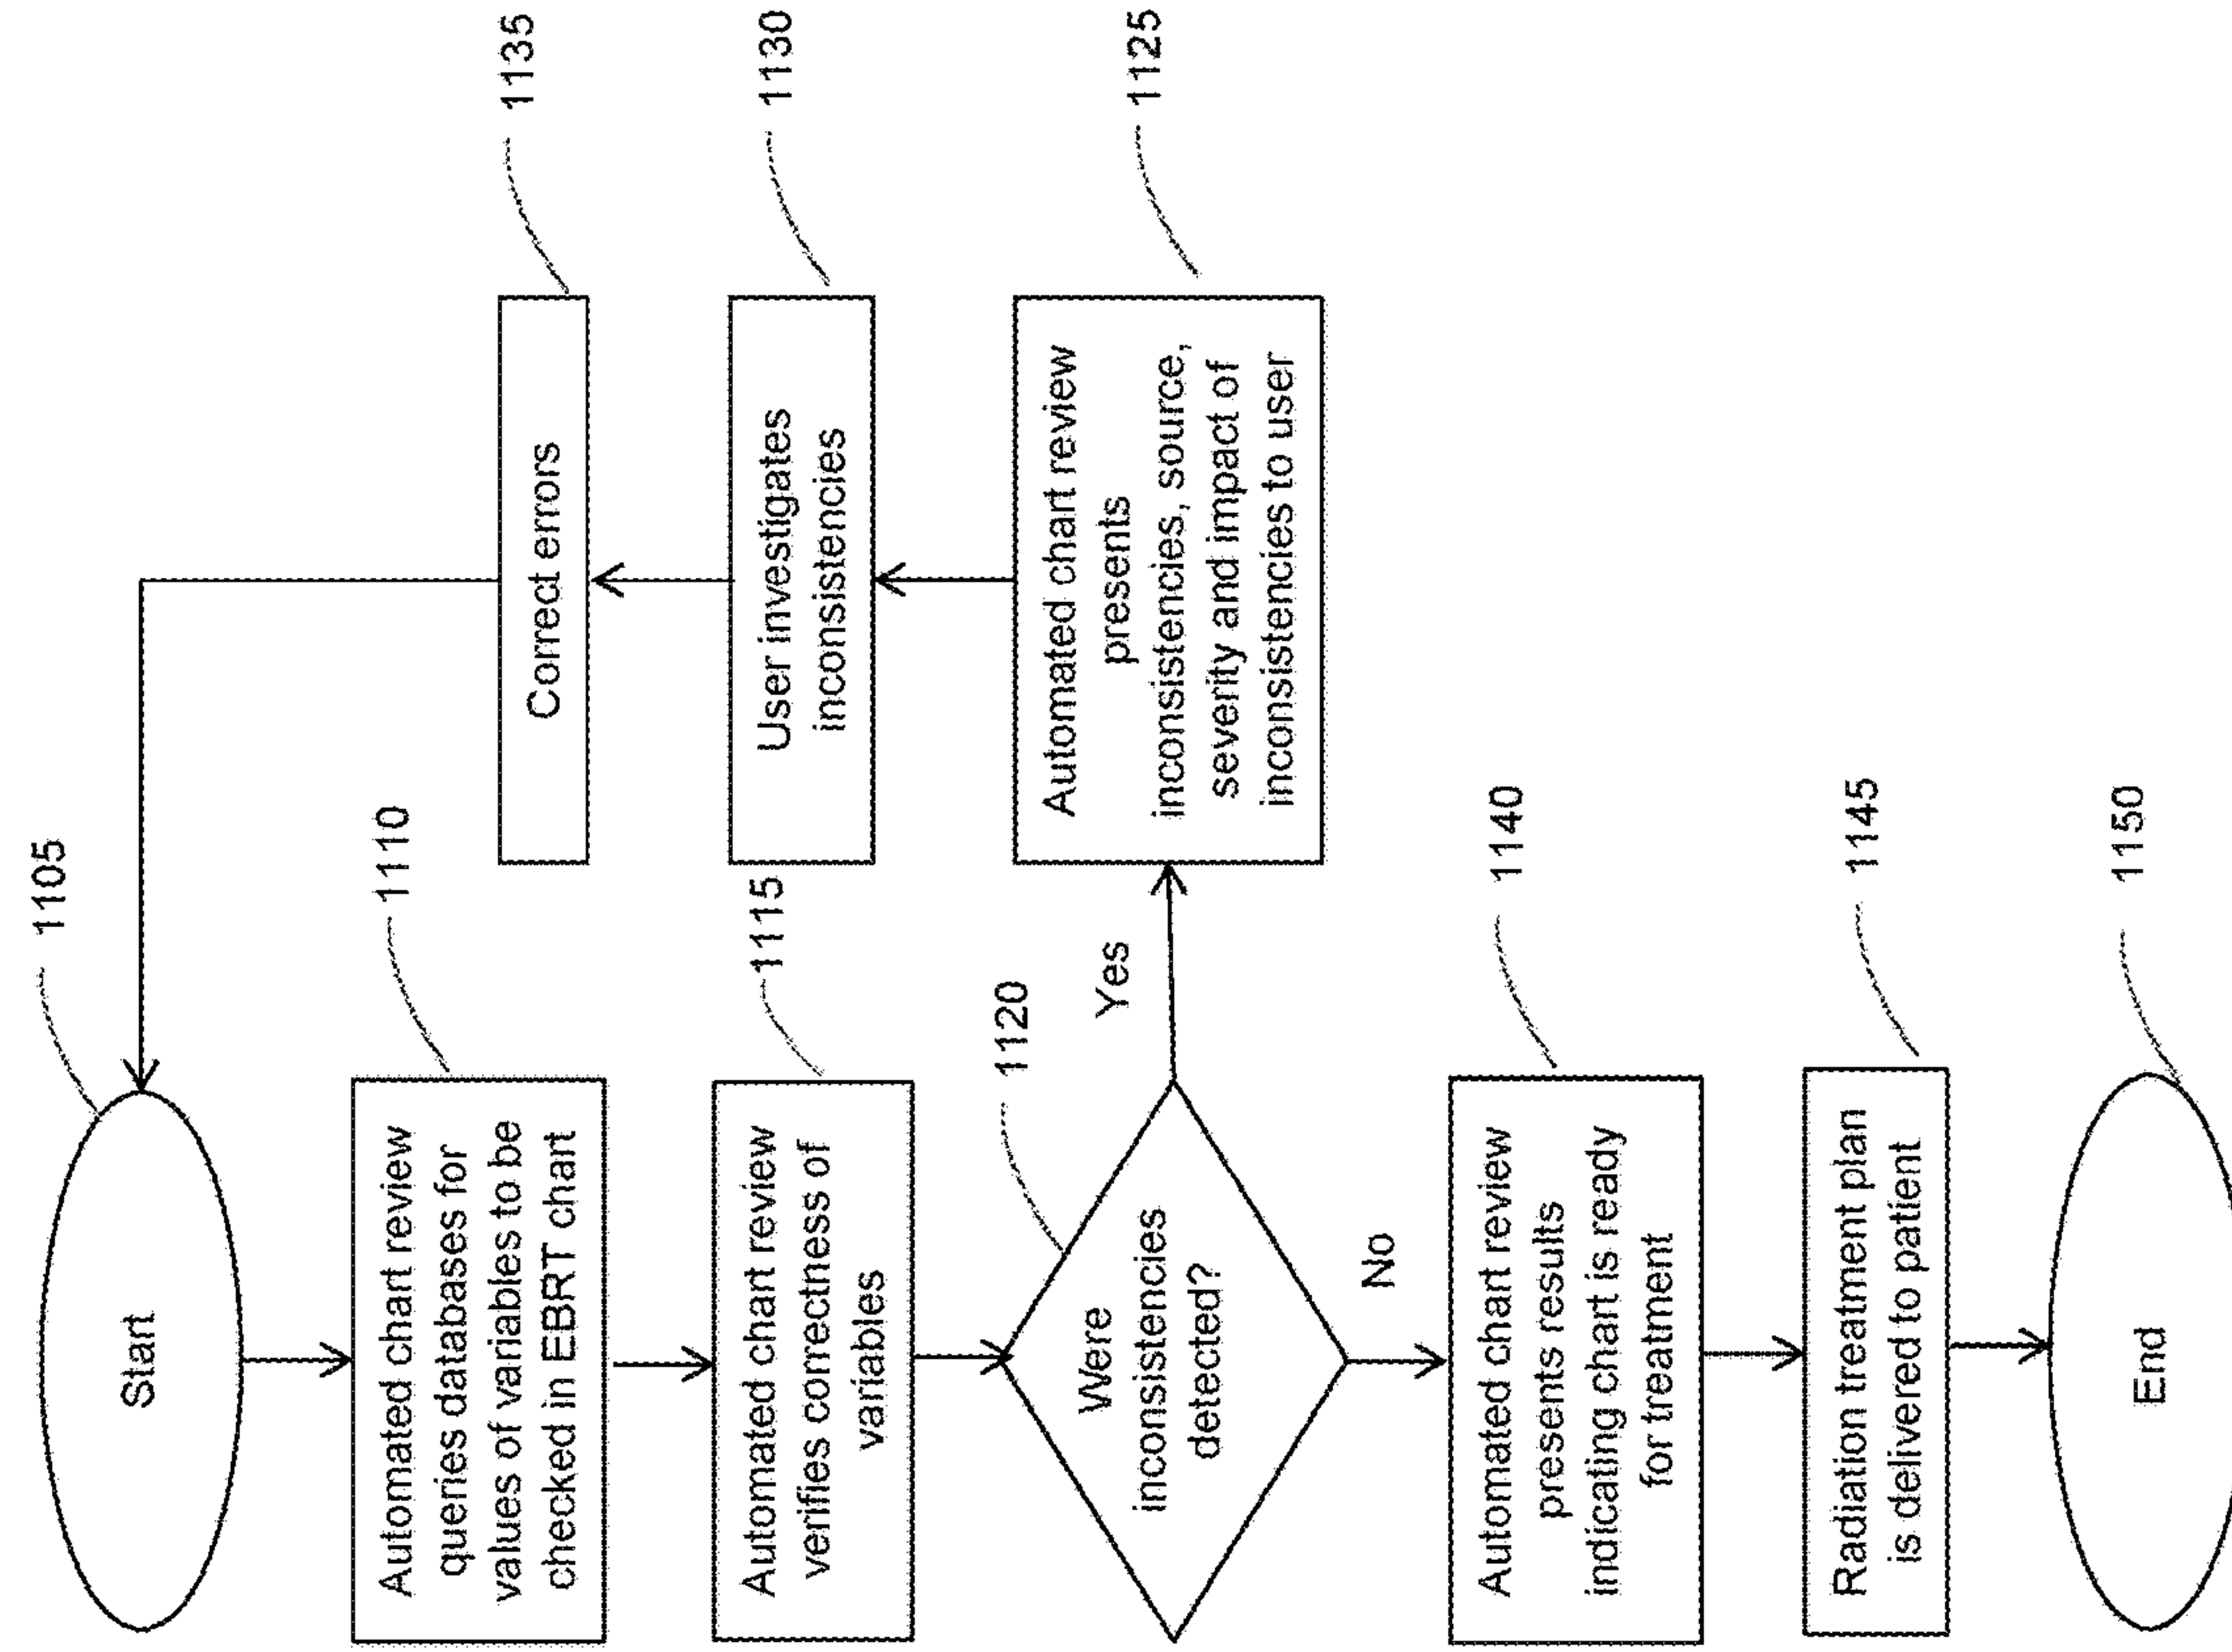 1105
Start
1110
Automated chart review
queries databases for
values of variables to be
checked in EBRT chart
1115
Automated chart review
verifies correctness of
variables
1120
Were
inconsistencies
detected?
Yes
No
1125
Automated chart review
presents
inconsistencies, source,
severity and impact of
inconsistencies to user
1130
User investigates
inconsistencies
1135
Correct errors
1140
Automated chart review
presents results
indicating chart is ready
for treatment
1145
Radiation treatment plan
is delivered to patient
1150
End